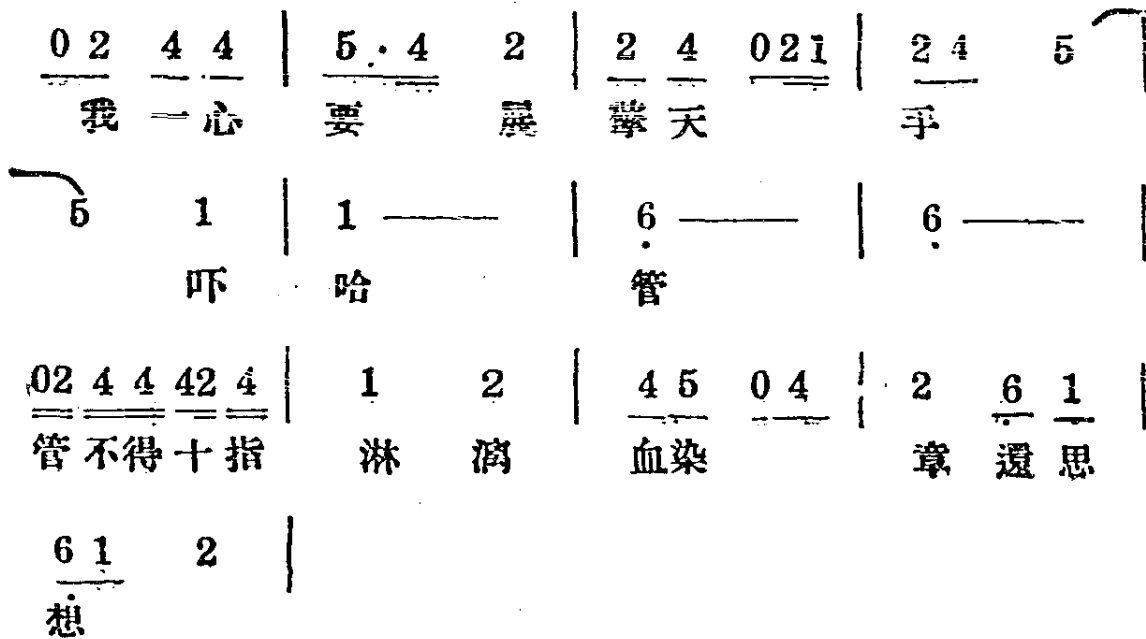 0 2 4 4 | 5 · 4 2 | 2 4 0 2 1 | 2 4 5
我 一 心 要 展 擎 天 手
5 1 | 1 — | 6 — | 6 —
吓 哈 管
02 4 4 42 4 | 1 2 | 4 5 0 4 | 2 6 1
管 不 得 十 指 淋 漓 血 染 章 還 思
6 1 2 |
想